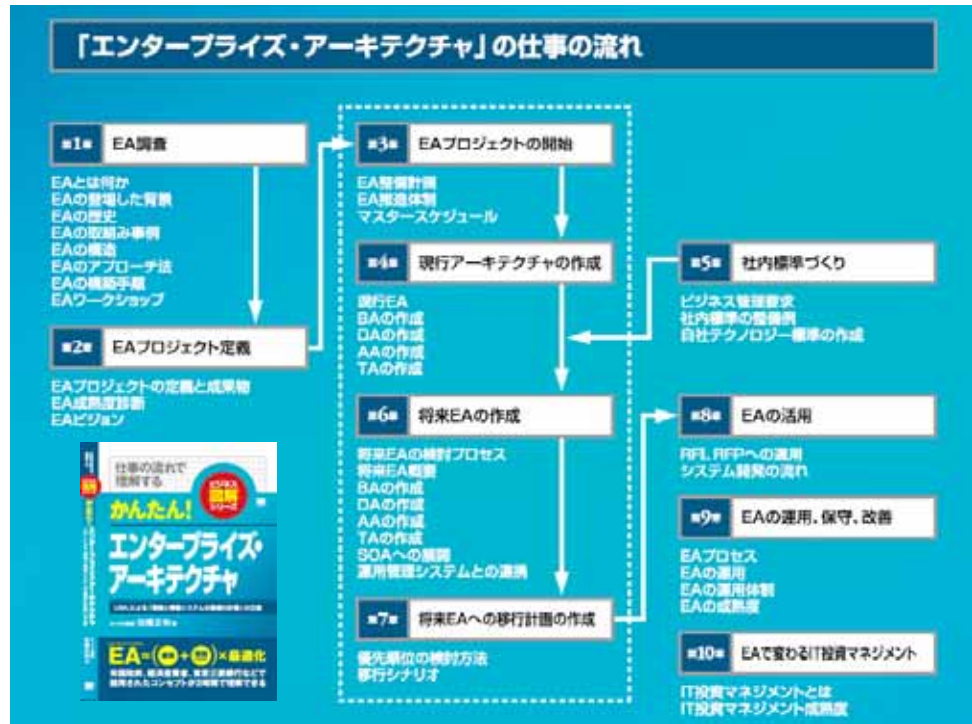 「エンタープライズ・アーキテクチャ」の仕事の流れ
第1章 EA調査
EAとは何か
EAの登場した背景
EAの歴史
EAの取組み事例
EAの構造
EAのアプローチ法
EAの構築手順
EAワークショップ
第2章 EAプロジェクト定義
EAプロジェクトの定義と成果物
EA成熟度診断
EAビジョン
第3章 EAプロジェクトの開始
EA整備計画
EA推進体制
マスタースケジュール
第4章 現行アーキテクチャの作成
現行EA
BAの作成
DAの作成
AAの作成
TAの作成
第5章 社内標準づくり
ビジネス管理要求
社内標準の整備例
自社テクノロジー標準の作成
第6章 将来EAの作成
将来EAの検討プロセス
将来EA概要
BAの作成
DAの作成
AAの作成
TAの作成
SOAへの展開
運用管理システムとの連携
第7章 将来EAへの移行計画の作成
優先順位の検討方法
移行シナリオ
第8章 EAの活用
RFI、RFPへの適用
システム開発の流れ
第9章 EAの運用、保守、改善
EAプロセス
EAの運用
EAの運用体制
EAの成熟度
第10章 EAで変わるIT投資マネジメント
IT投資マネジメントとは
IT投資マネジメント成熟度
仕事の流れで
理解する
ビジネス
図解
シリーズ
かんたん!
エンタープライズ・
アーキテクチャ
EA=( + )×最適化